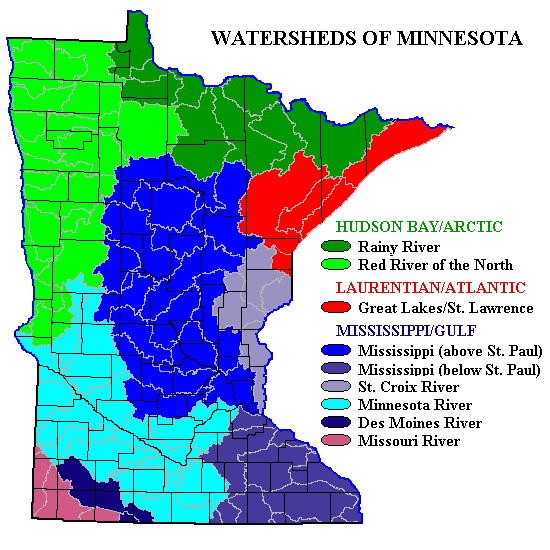 WATERSHEDS OF MINNESOTA
HUDSON BAY/ARCTIC
Rainy River
Red River of the North
LAURENTIAN/ATLANTIC
Great Lakes/St. Lawrence
MISSISSIPPI/GULF
Mississippi (above St. Paul)
Mississippi (below St. Paul)
St. Croix River
Minnesota River
Des Moines River
Missouri River